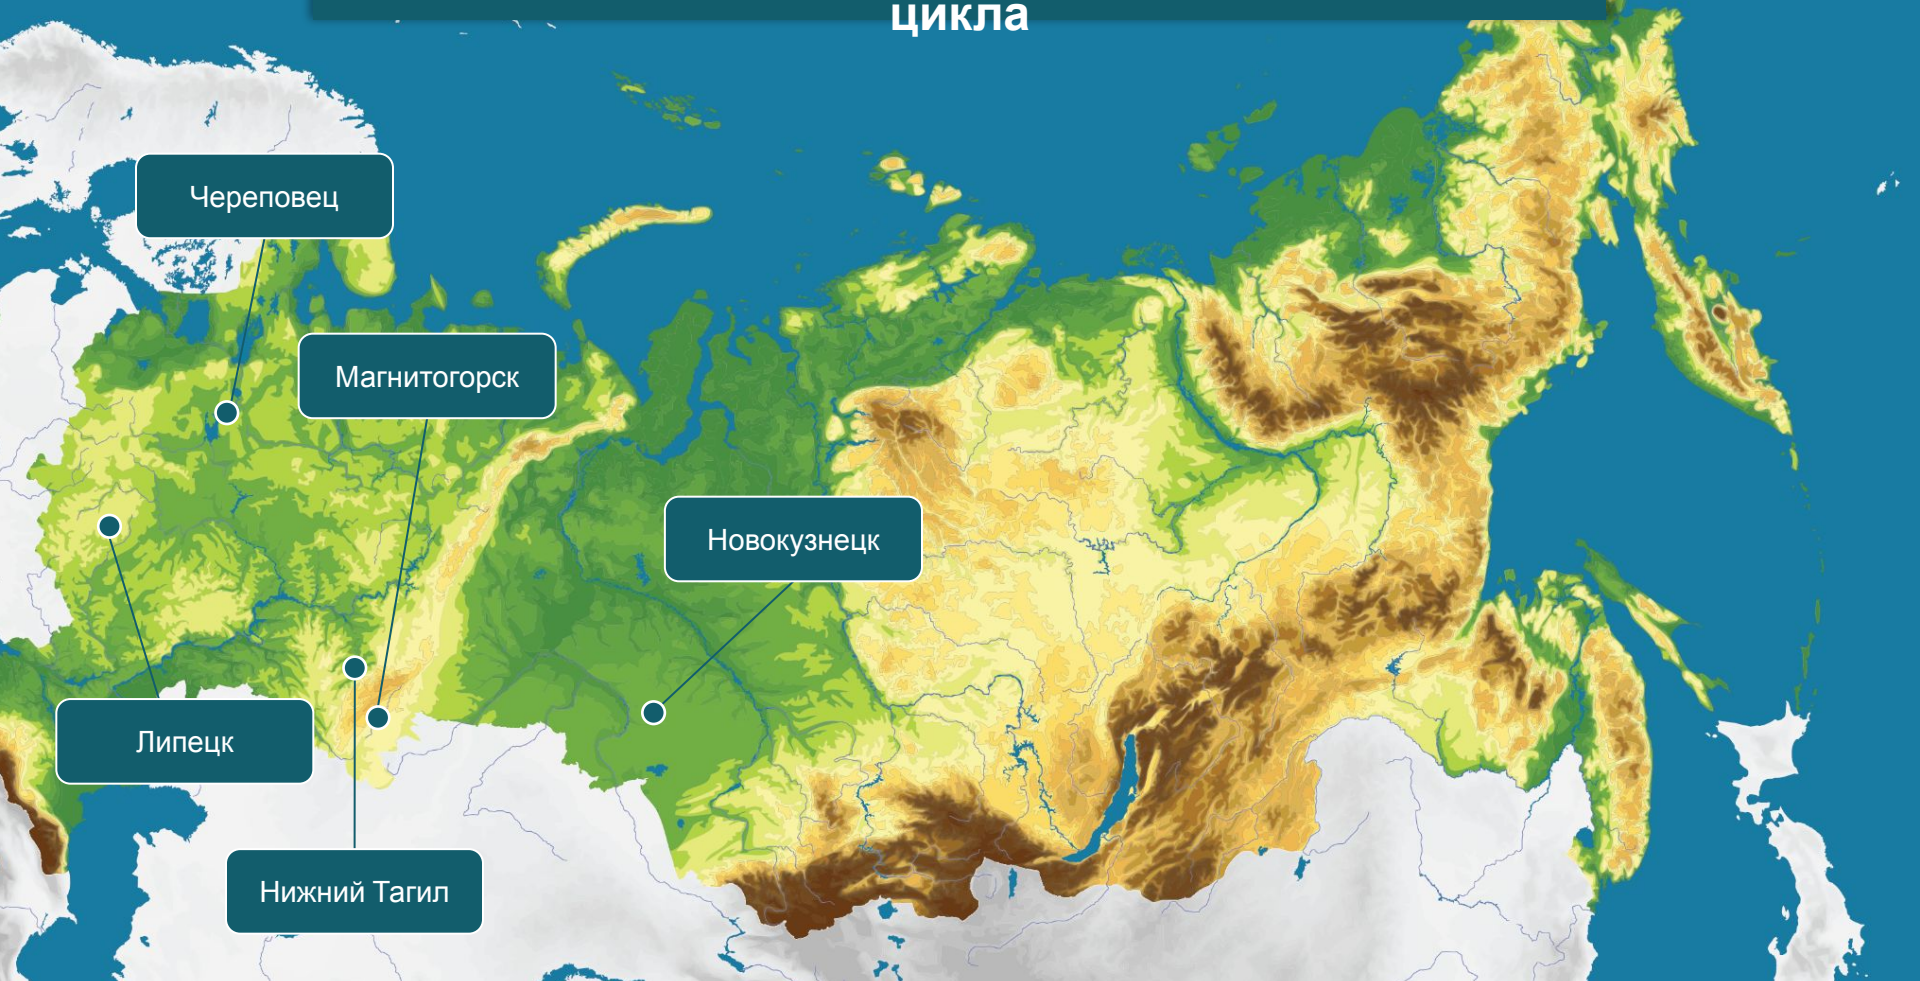 цикла
Череповец
Магнитогорск
Новокузнецк
Липецк
Нижний Тагил